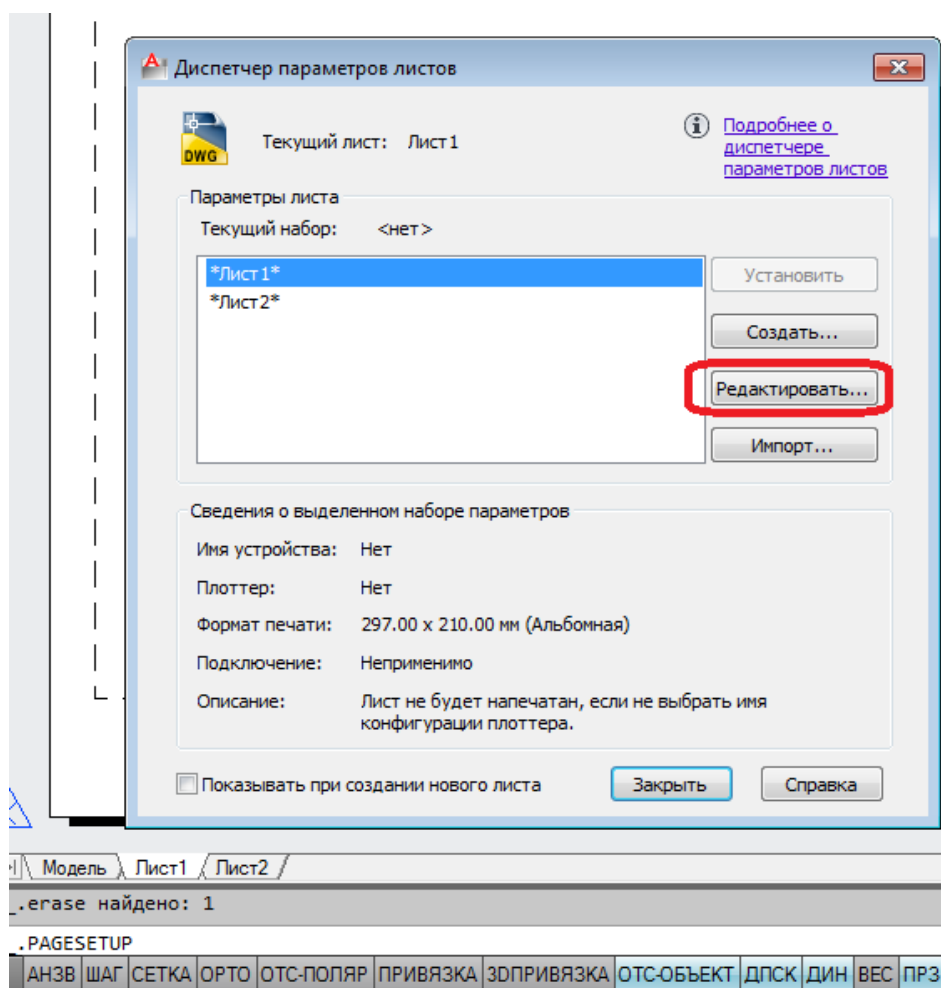 Диспетчер параметров листов
DWG
Текущий лист: Лист1
Подробнее о
диспетчере
параметров листов
Параметры листа
Текущий набор: <нет>
*Лист1*
*Лист2*
Установить
Создать...
Редактировать...
Импорт...
Сведения о выделенном наборе параметров
Имя устройства: Нет
Плоттер: Нет
Формат печати: 297.00 x 210.00 мм (Альбомная)
Подключение: Неприменимо
Описание: Лист не будет напечатан, если не выбрать имя
конфигурации плоттера.
Показывать при создании нового листа
Закрыть
Справка
Модель Лист1 Лист2
_.erase найдено: 1
_.PAGESETUP
АНЗВ ШАГ СЕТКА ОРТО ОТС-ПОЛЯР ПРИВЯЗКА 3DПРИВЯЗКА ОТС-ОБЪЕКТ ДПСК ДИН ВЕС ПРЗ